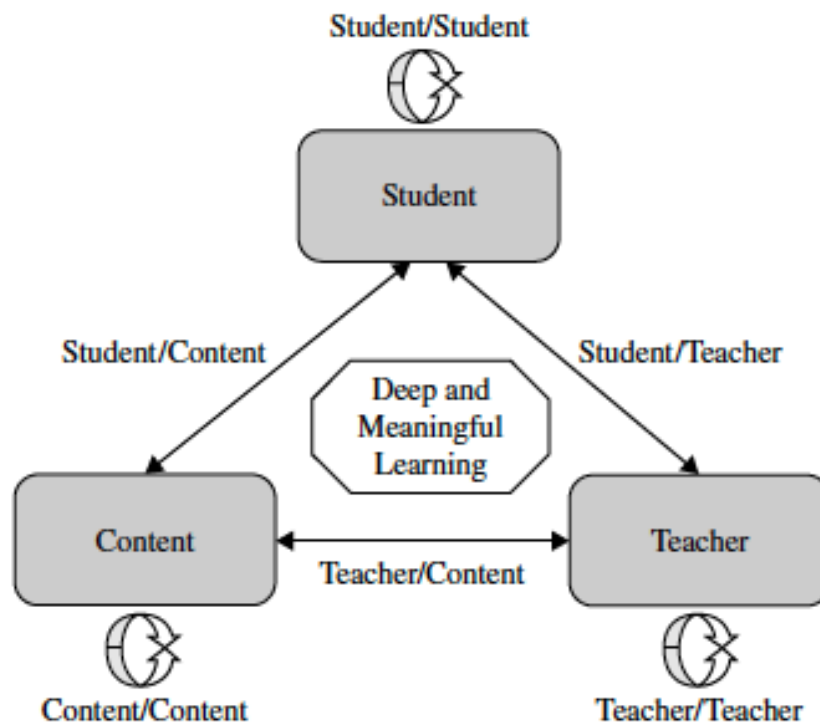 Student/Student
Student
Student/Content
Student/Teacher
Deep and
Meaningful
Learning
Content
Teacher
Teacher/Content
Content/Content
Teacher/Teacher